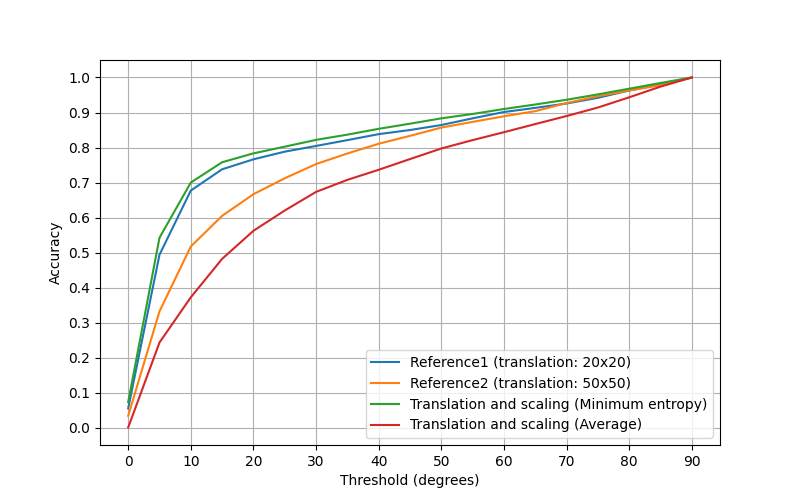 1.0
0.9
0.8
0.7
0.6
0.5
0.4
0.3
0.2
0.1
0.0
Accuracy
Reference1 (translation: 20x20)
Reference2 (translation: 50x50)
Translation and scaling (Minimum entropy)
Translation and scaling (Average)
0 10 20 30 40 50 60 70 80 90
Threshold (degrees)